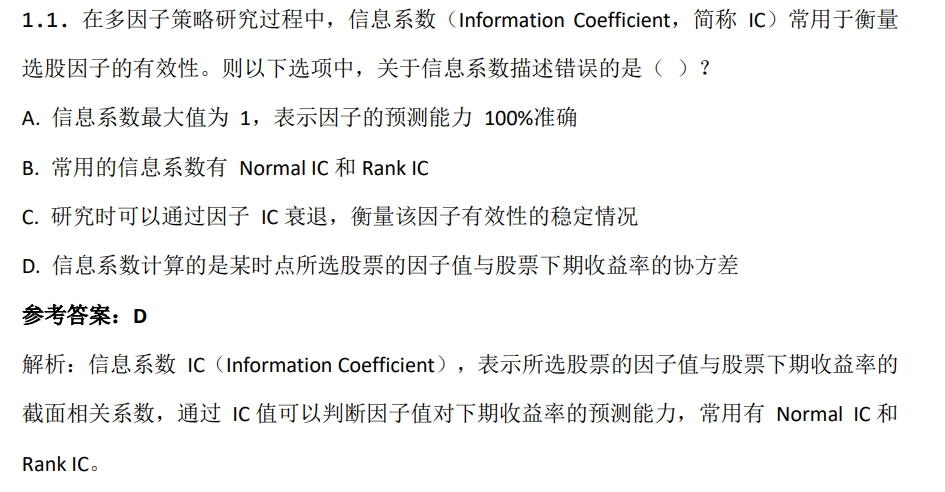 1.1. 在多因子策略研究过程中，信息系数（Information Coefficient，简称 IC）常用于衡量
选股因子的有效性。则以下选项中，关于信息系数描述错误的是（ ）？
A. 信息系数最大值为 1，表示因子的预测能力 100%准确
B. 常用的信息系数有 Normal IC 和 Rank IC
C. 研究时可以通过因子 IC 衰退，衡量该因子有效性的稳定情况
D. 信息系数计算的是某时点所选股票的因子值与股票下期收益率的协方差
参考答案：D
解析：信息系数 IC（Information Coefficient），表示所选股票的因子值与股票下期收益率的
截面相关系数，通过 IC 值可以判断因子值对下期收益率的预测能力，常用有 Normal IC 和
Rank IC。